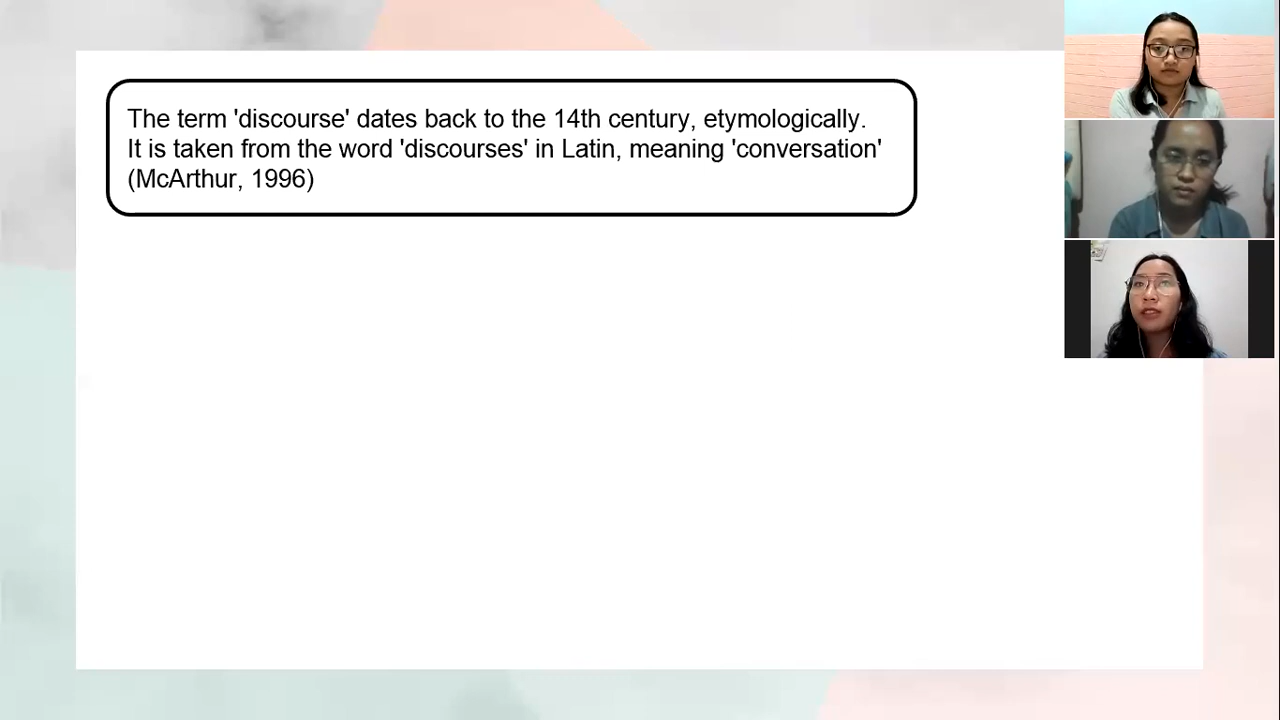 The term 'discourse' dates back to the 14th century, etymologically.
It is taken from the word 'discourses' in Latin, meaning 'conversation'
(McArthur, 1996)